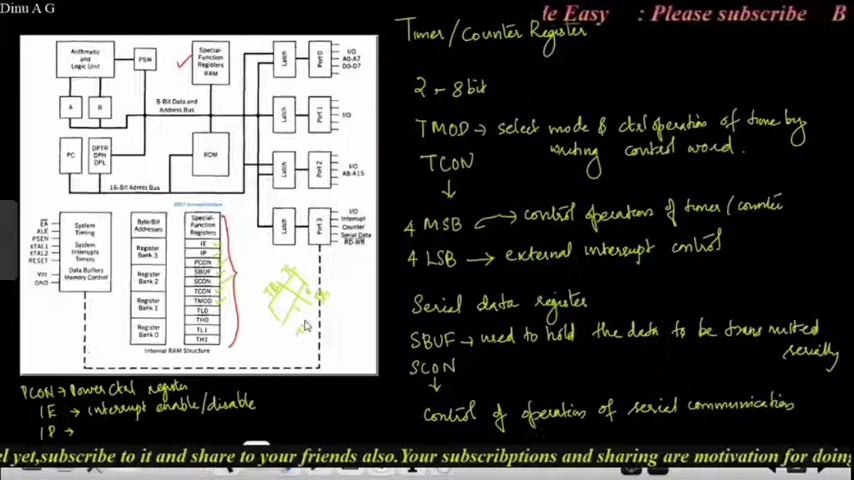 Dinu A G
le Easy : Please subscribe B
Arithmetic
and
Logic Unit
PSW
Special-
Function
Registers
RAM
Latch
Port 0
I/O
A0-A7
D0-D7
A
B
8-Bit Data and
Address Bus
Latch
Port 1
I/O
PC
DPTR
DPH
DPL
ROM
Latch
Port 2
I/O
A8-A15
16-Bit Adress Bus
EA
ALE
PSEN
XTAL1
XTAL2
RESET
Vcc
GND
System
Timing
System
Interrupts
Timers
Data Buffers
Memory Control
Byte/Bit
Addresses
Register
Bank 3
Register
Bank 2
Register
Bank 1
Register
Bank 0
Special-
Function
Registers
IE
IP
PCON
SBUF
SCON
TCON
TMOD
TL0
TH0
TL1
TH1
Latch
Port 3
I/O
Interrupt
Counter
Serial Data
RD-WR
Internal RAM Structure
PCON → Power Ctrl register
IE → interrupt enable/disable
IP →
Timer/Counter Register
2 - 8bit
TMOD → select mode & ctrl operation of time by
writing control word.
TCON
↓
4 MSB → control operations of timer/counter
4 LSB → external interrupt control
Serial data register
SBUF → used to hold the data to be transmitted
serially
SCON
↓
control of operations of serial communication
el yet,subscribe to it and share to your friends also.Your subscribptions and sharing are motivation for doing